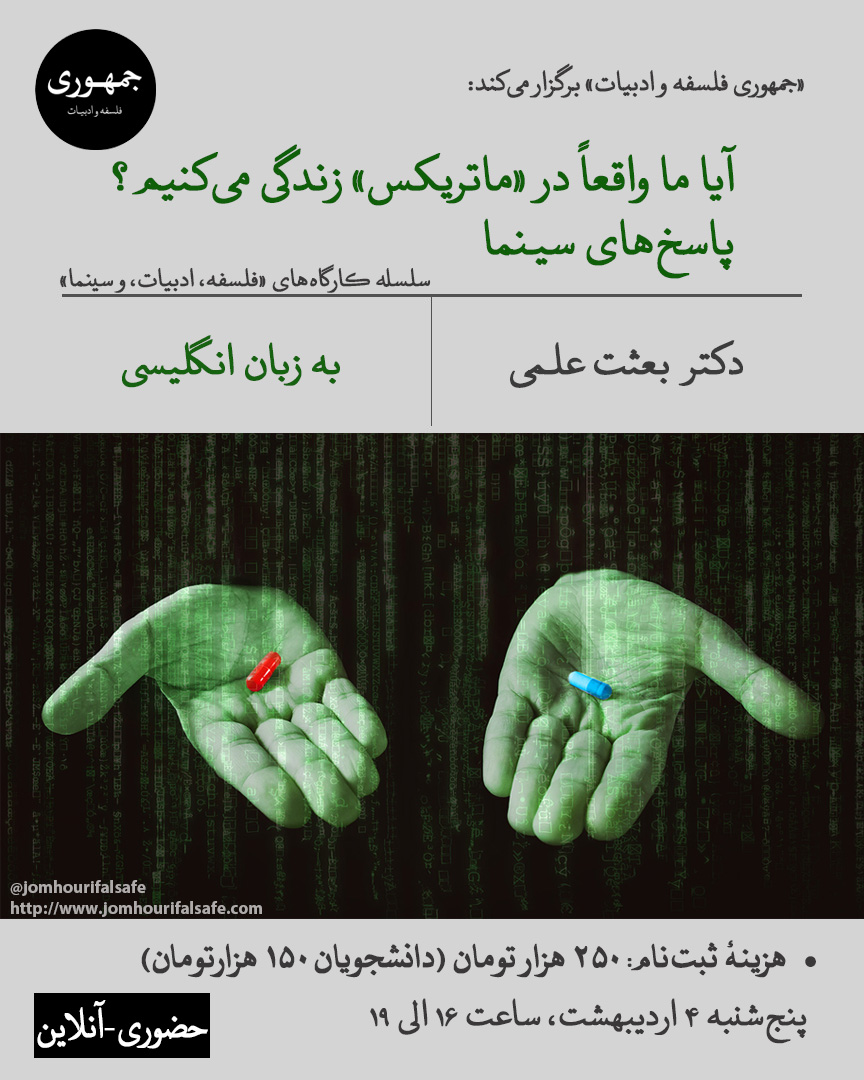 جمهوری
فلسفه و ادبیات
«جمهوری فلسفه و ادبیات» برگزار می‌کند:
آیا ما واقعاً در «ماتریکس» زندگی می‌کنیم؟
پاسخ‌های سینما
سلسله کارگاه‌های «فلسفه، ادبیات، و سینما»
دکتر بعثت علمی
به زبان انگلیسی
@jomhourifalsafe
http://www.jomhourifalsafe.com
• هزینهٔ ثبت‌نام: ۲۵۰ هزار تومان (دانشجویان ۱۵۰ هزارتومان)
پنج‌شنبه ۴ اردیبهشت، ساعت ۱۶ الی ۱۹
حضوری-آنلاین